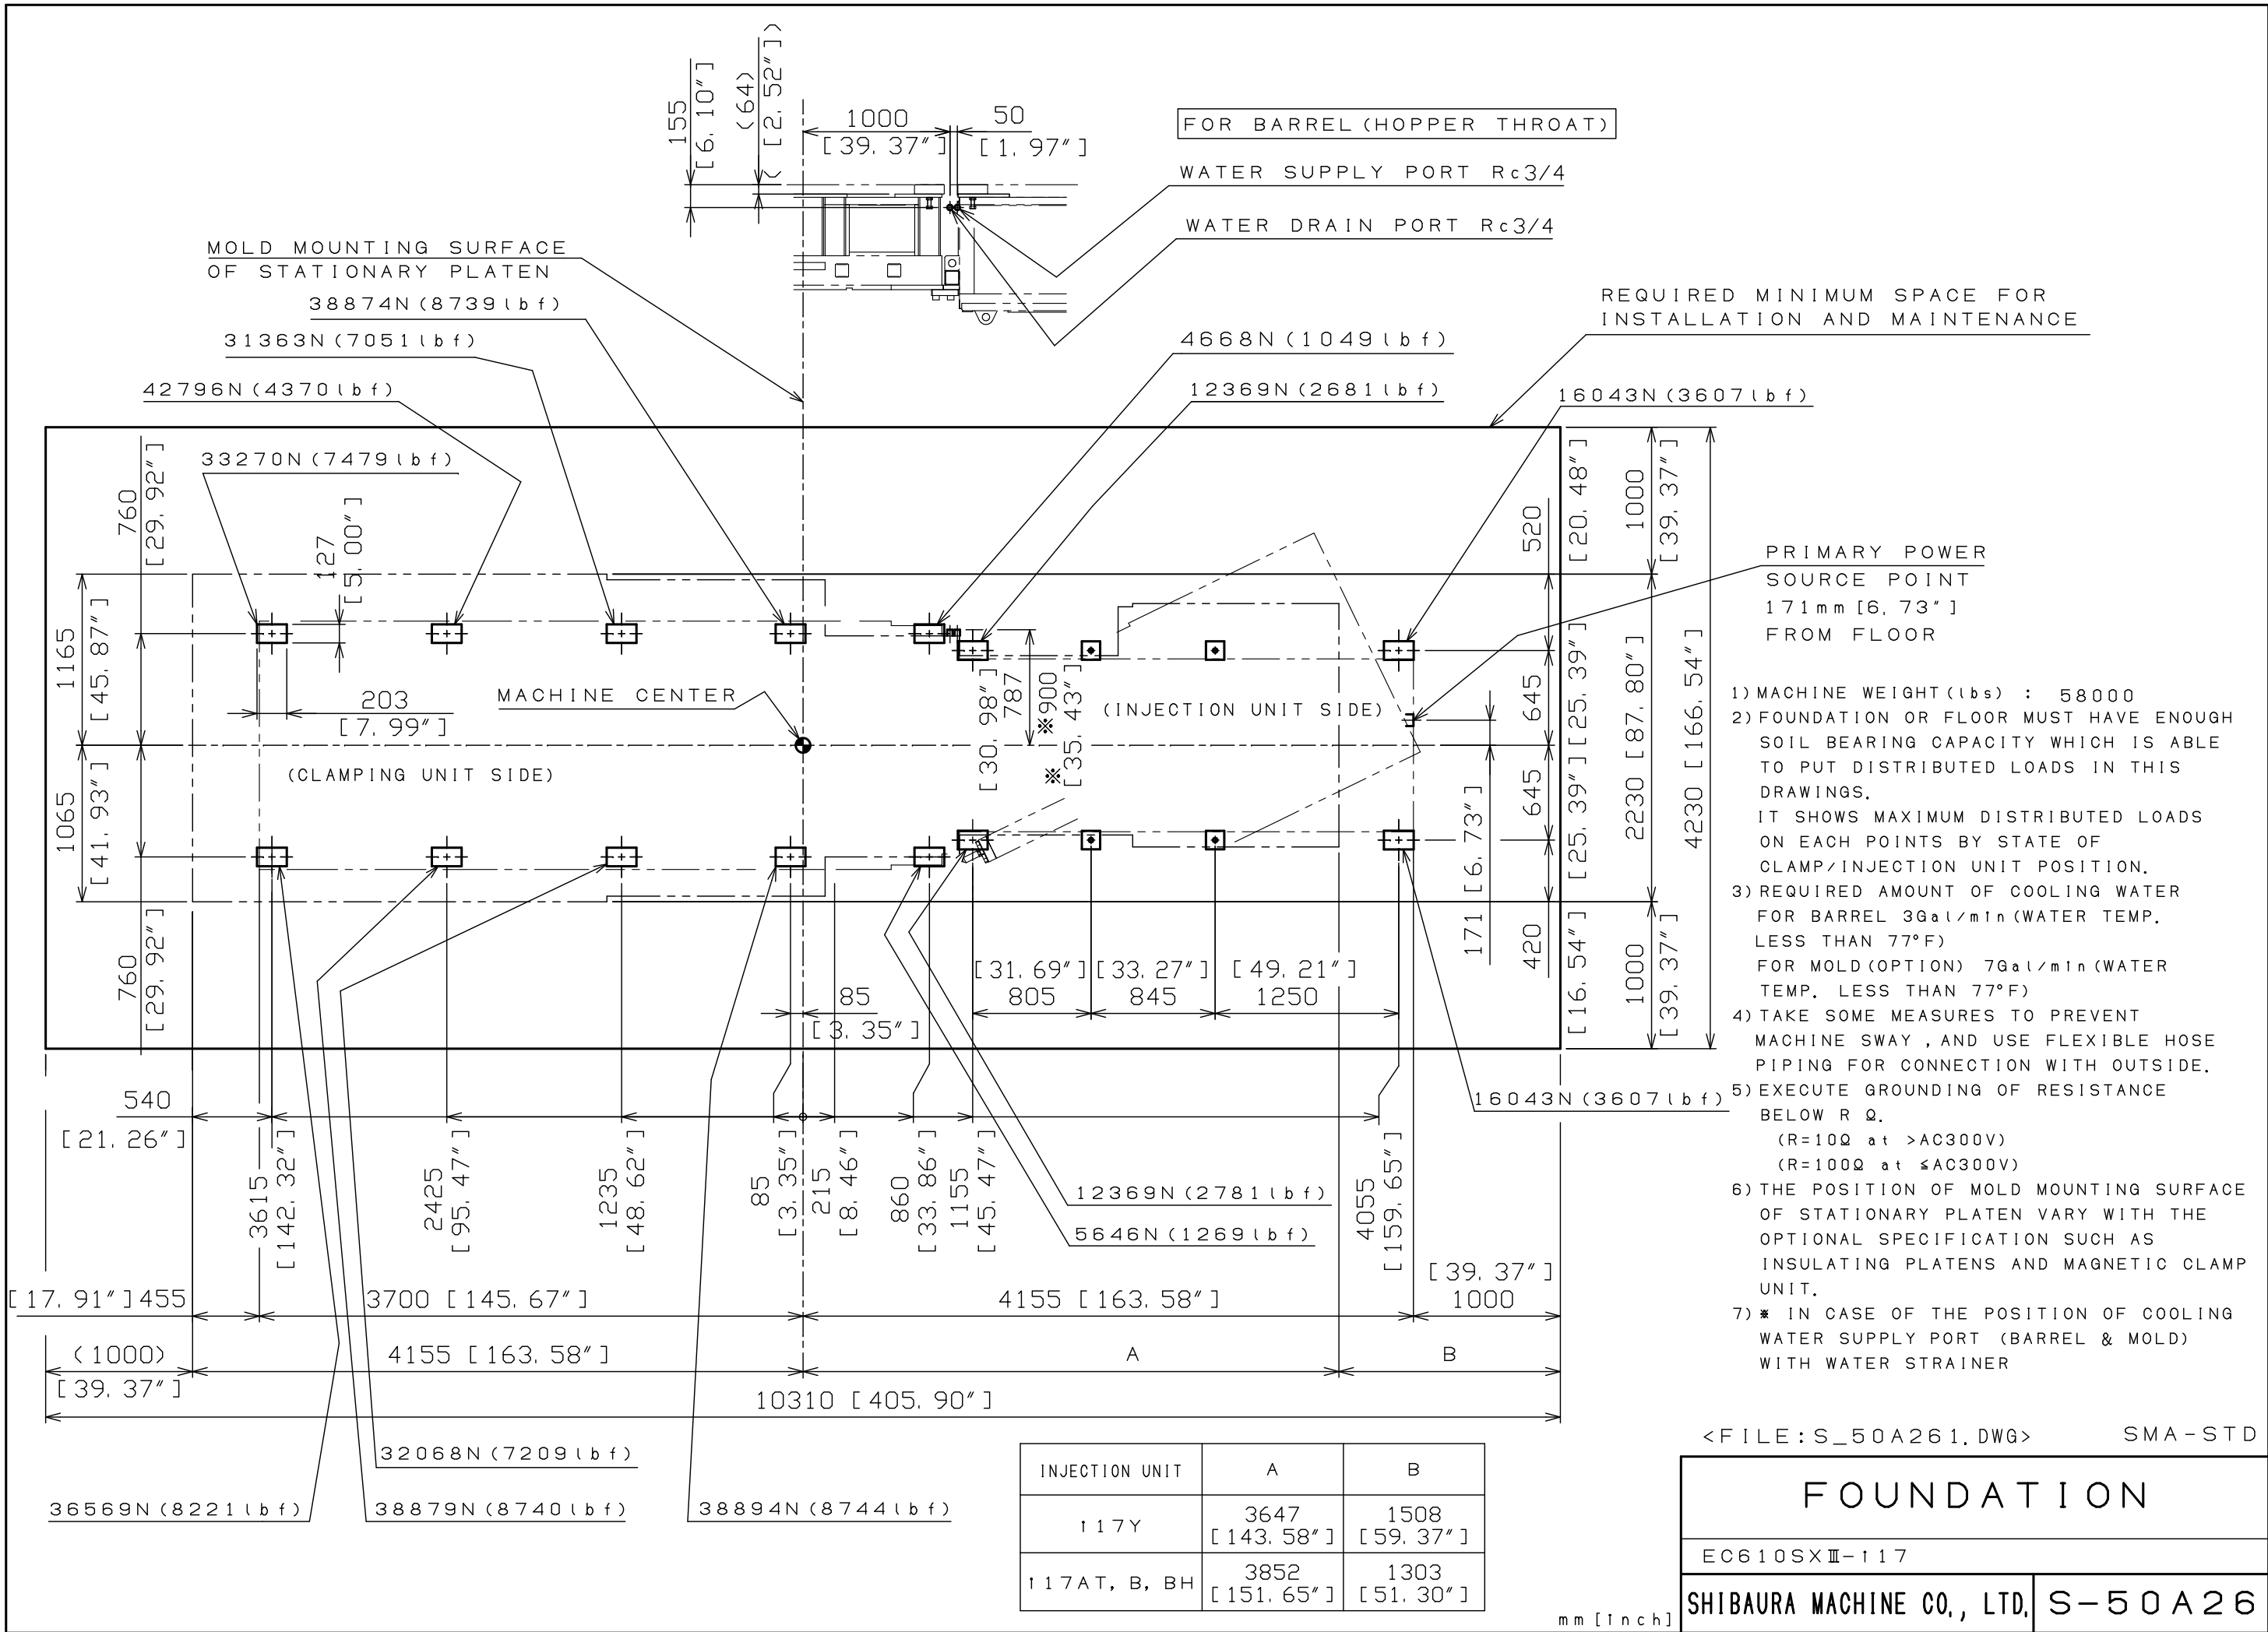 155
[6.10"]
(64)
([2.52"])
1000
[39.37"]
50
[1.97"]
FOR BARREL(HOPPER THROAT)
WATER SUPPLY PORT Rc3/4
WATER DRAIN PORT Rc3/4
MOLD MOUNTING SURFACE
OF STATIONARY PLATEN
38874N(8739lbf)
31363N(7051lbf)
42796N(4370lbf)
33270N(7479lbf)
4668N(1049lbf)
12369N(2681lbf)
16043N(3607lbf)
REQUIRED MINIMUM SPACE FOR
INSTALLATION AND MAINTENANCE
760
[29.92"]
127
[5.00"]
1165
[45.87"]
203
[7.99"]
MACHINE CENTER
(CLAMPING UNIT SIDE)
1065
[41.93"]
760
[29.92"]
787
[30.98"]
※900
※[35.43"]
(INJECTION UNIT SIDE)
520
[20.48"]
645
[25.39"]
645
[25.39"]
420
[16.54"]
171 [6.73"]
1000
[39.37"]
2230 [87.80"]
1000
[39.37"]
4230 [166.54"]
PRIMARY POWER
SOURCE POINT
171mm[6.73"]
FROM FLOOR
[31.69"]
805
[33.27"]
845
[49.21"]
1250
85
[3.35"]
540
[21.26"]
3615
[142.32"]
2425
[95.47"]
1235
[48.62"]
85
[3.35"]
215
[8.46"]
860
[33.86"]
1155
[45.47"]
4055
[159.65"]
16043N(3607lbf)
12369N(2781lbf)
5646N(1269lbf)
[17.91"]455
3700 [145.67"]
4155 [163.58"]
[39.37"]
1000
(1000)
[39.37"]
4155 [163.58"]
A
B
10310 [405.90"]
32068N(7209lbf)
36569N(8221lbf)
38879N(8740lbf)
38894N(8744lbf)
1)MACHINE WEIGHT(lbs) : 58000
2)FOUNDATION OR FLOOR MUST HAVE ENOUGH
SOIL BEARING CAPACITY WHICH IS ABLE
TO PUT DISTRIBUTED LOADS IN THIS
DRAWINGS.
IT SHOWS MAXIMUM DISTRIBUTED LOADS
ON EACH POINTS BY STATE OF
CLAMP/INJECTION UNIT POSITION.
3)REQUIRED AMOUNT OF COOLING WATER
FOR BARREL 3Gal/min(WATER TEMP.
LESS THAN 77°F)
FOR MOLD(OPTION) 7Gal/min(WATER
TEMP. LESS THAN 77°F)
4)TAKE SOME MEASURES TO PREVENT
MACHINE SWAY ,AND USE FLEXIBLE HOSE
PIPING FOR CONNECTION WITH OUTSIDE.
5)EXECUTE GROUNDING OF RESISTANCE
BELOW R Ω.
(R=10Ω at >AC300V)
(R=100Ω at ≦AC300V)
6)THE POSITION OF MOLD MOUNTING SURFACE
OF STATIONARY PLATEN VARY WITH THE
OPTIONAL SPECIFICATION SUCH AS
INSULATING PLATENS AND MAGNETIC CLAMP
UNIT.
7)※ IN CASE OF THE POSITION OF COOLING
WATER SUPPLY PORT (BARREL & MOLD)
WITH WATER STRAINER
<FILE:S_50A261.DWG> SMA-STD
INJECTION UNIT A B
i17Y 3647 [143.58"] 1508 [59.37"]
i17AT, B, BH 3852 [151.65"] 1303 [51.30"]
mm[inch]
FOUNDATION
EC610SXⅢ-i17
SHIBAURA MACHINE CO., LTD. S-50A26